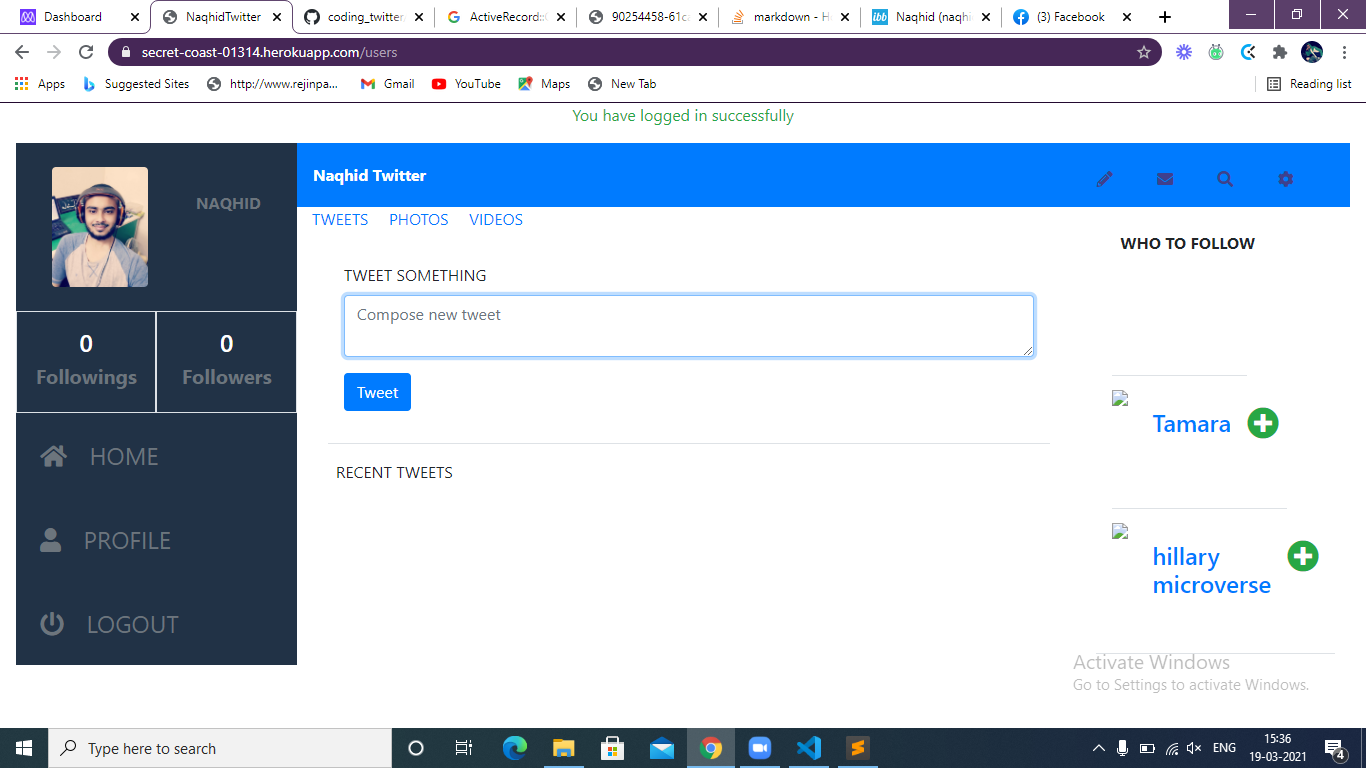 Dashboard
NaqhidTwitter
coding_twitter
ActiveRecord::
90254458-61c
markdown - H
ibb
Naqhid (naqhi
(3) Facebook
secret-coast-01314.herokuapp.com/users
Apps
Suggested Sites
http://www.rejinpa...
Gmail
YouTube
Maps
New Tab
Reading list
You have logged in successfully
NAQHID
Naqhid Twitter
TWEETS PHOTOS VIDEOS
WHO TO FOLLOW
TWEET SOMETHING
Compose new tweet
Tweet
0
Followings
0
Followers
HOME
PROFILE
LOGOUT
RECENT TWEETS
Tamara
hillary
microverse
Activate Windows
Go to Settings to activate Windows.
Type here to search
ENG
15:36
19-03-2021
4